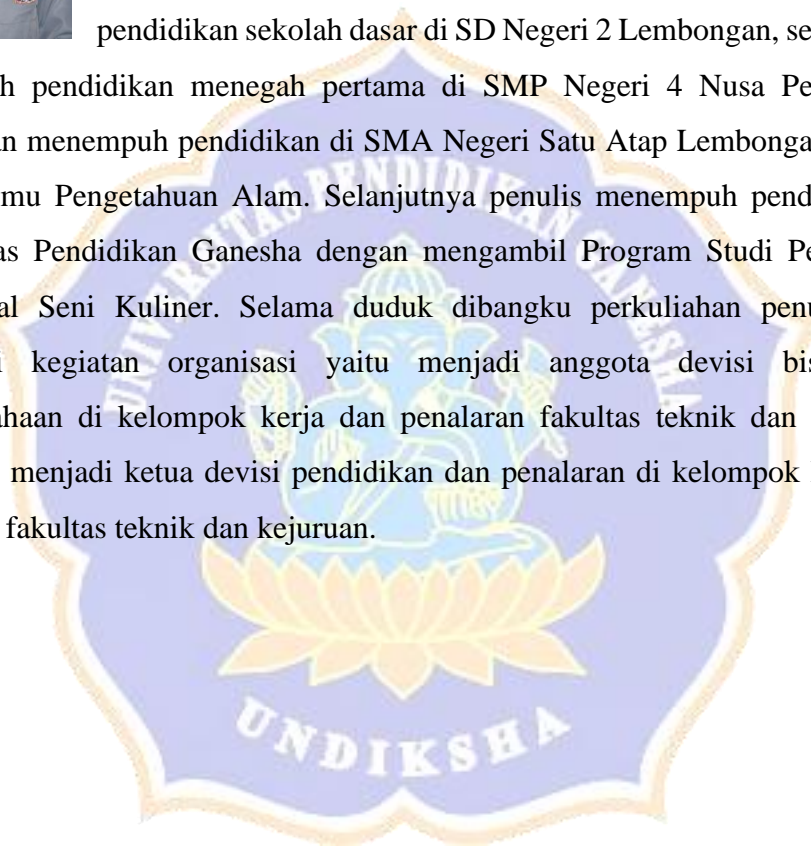 pendidikan sekolah dasar di SD Negeri 2 Lembongan, se
h pendidikan menegah pertama di SMP Negeri 4 Nusa Pe
an menempuh pendidikan di SMA Negeri Satu Atap Lembonga
mu Pengetahuan Alam. Selanjutnya penulis menempuh pend
as Pendidikan Ganesha dengan mengambil Program Studi Pe
al Seni Kuliner. Selama duduk dibangku perkuliahan penu
i kegiatan organisasi yaitu menjadi anggota devisi bis
ahaan di kelompok kerja dan penalaran fakultas teknik dan
menjadi ketua devisi pendidikan dan penalaran di kelompok
fakultas teknik dan kejuruan.
UNIVERSITAS PENDIDIKAN GANESHA
UNDIKSHA